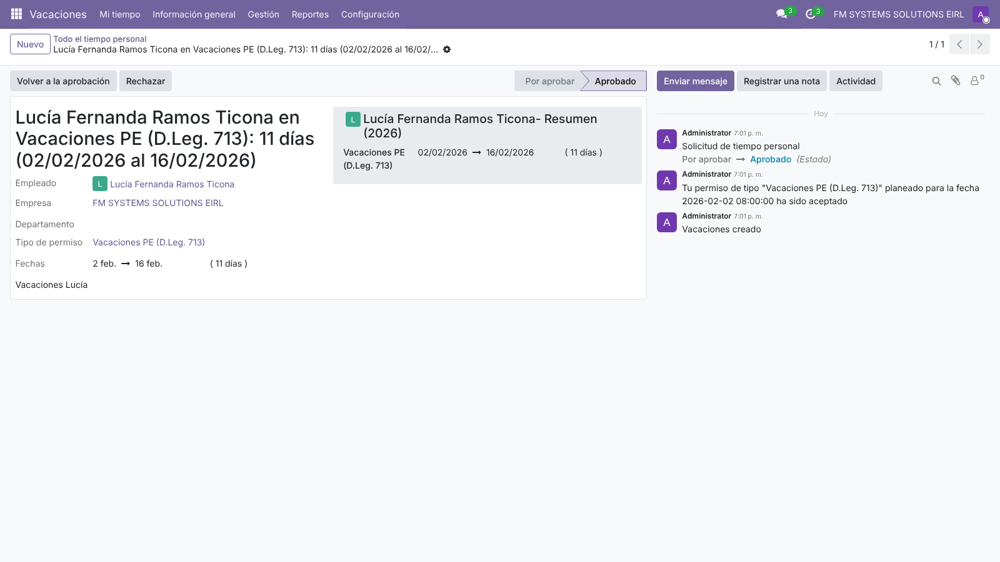 Vacaciones Mi tiempo Información general Gestión Reportes Configuración 3 3 FM SYSTEMS SOLUTIONS EIRL A
Nuevo
Todo el tiempo personal
Lucía Fernanda Ramos Ticona en Vacaciones PE (D.Leg. 713): 11 días (02/02/2026 al 16/02/...
1 / 1
Volver a la aprobación Rechazar Por aprobar Aprobado
Lucía Fernanda Ramos Ticona en
Vacaciones PE (D.Leg. 713): 11 días
(02/02/2026 al 16/02/2026)
Empleado L Lucía Fernanda Ramos Ticona
Empresa FM SYSTEMS SOLUTIONS EIRL
Departamento
Tipo de permiso Vacaciones PE (D.Leg. 713)
Fechas 2 feb. → 16 feb. ( 11 días )
Vacaciones Lucía
L Lucía Fernanda Ramos Ticona- Resumen
(2026)
Vacaciones PE 02/02/2026 → 16/02/2026 ( 11 días )
(D.Leg. 713)
Enviar mensaje Registrar una nota Actividad 0
Hoy
A Administrator 7:01 p. m.
Solicitud de tiempo personal
Por aprobar → Aprobado (Estado)
A Administrator 7:01 p. m.
Tu permiso de tipo "Vacaciones PE (D.Leg. 713)" planeado para la fecha
2026-02-02 08:00:00 ha sido aceptado
A Administrator 7:01 p. m.
Vacaciones creado